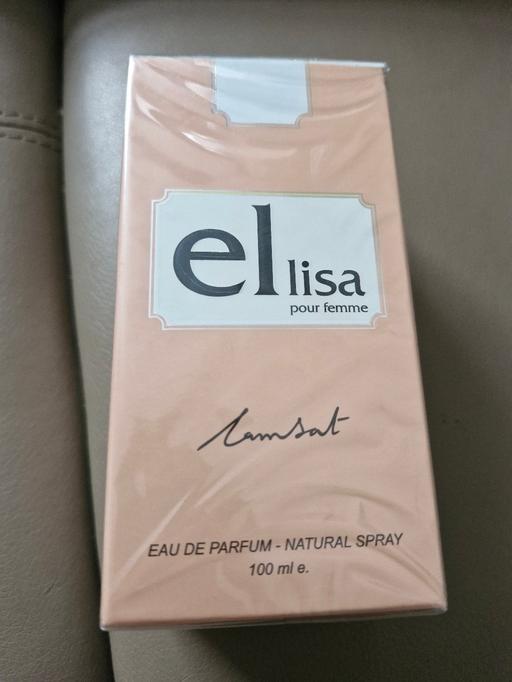 el lisa
pour femme
Lamsat
EAU DE PARFUM - NATURAL SPRAY
100 ml e.